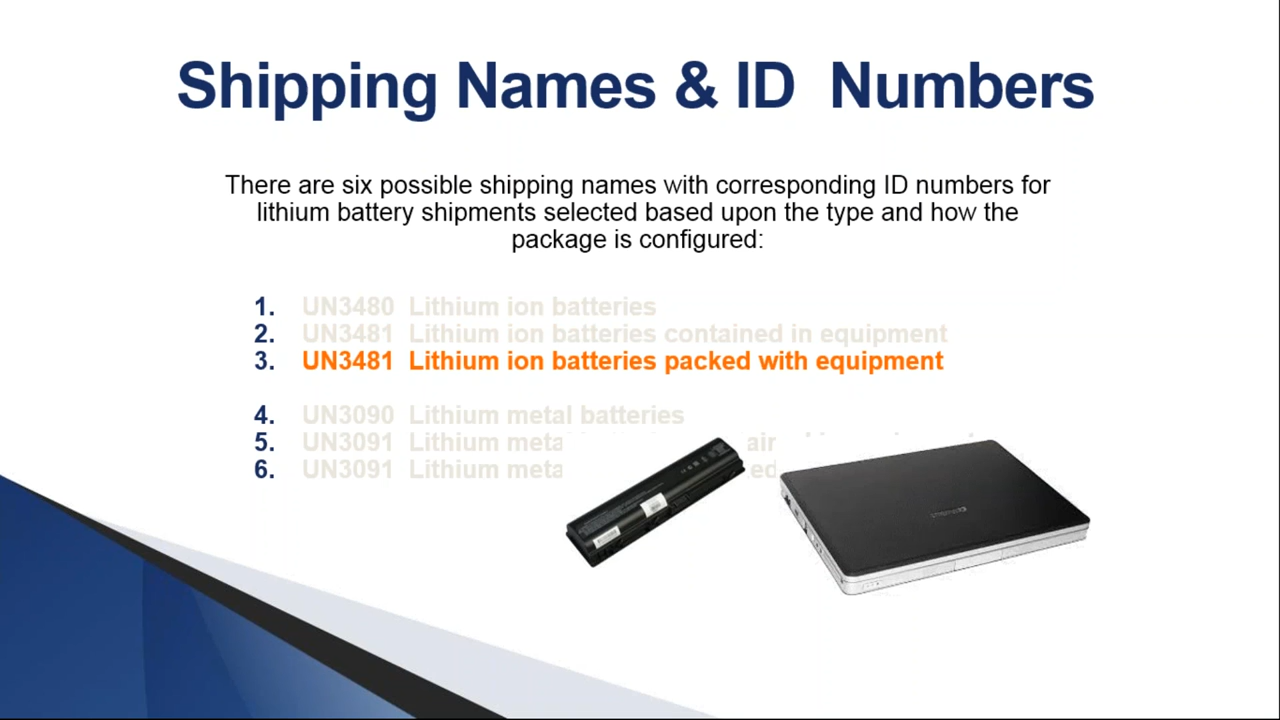 Shipping Names & ID Numbers
There are six possible shipping names with corresponding ID numbers for
lithium battery shipments selected based upon the type and how the
package is configured:
1. UN3480 Lithium ion batteries
2. UN3481 Lithium ion batteries contained in equipment
3. UN3481 Lithium ion batteries packed with equipment
4. UN3090 Lithium metal batteries
5. UN3091 Lithium
6. UN3091 Lithium